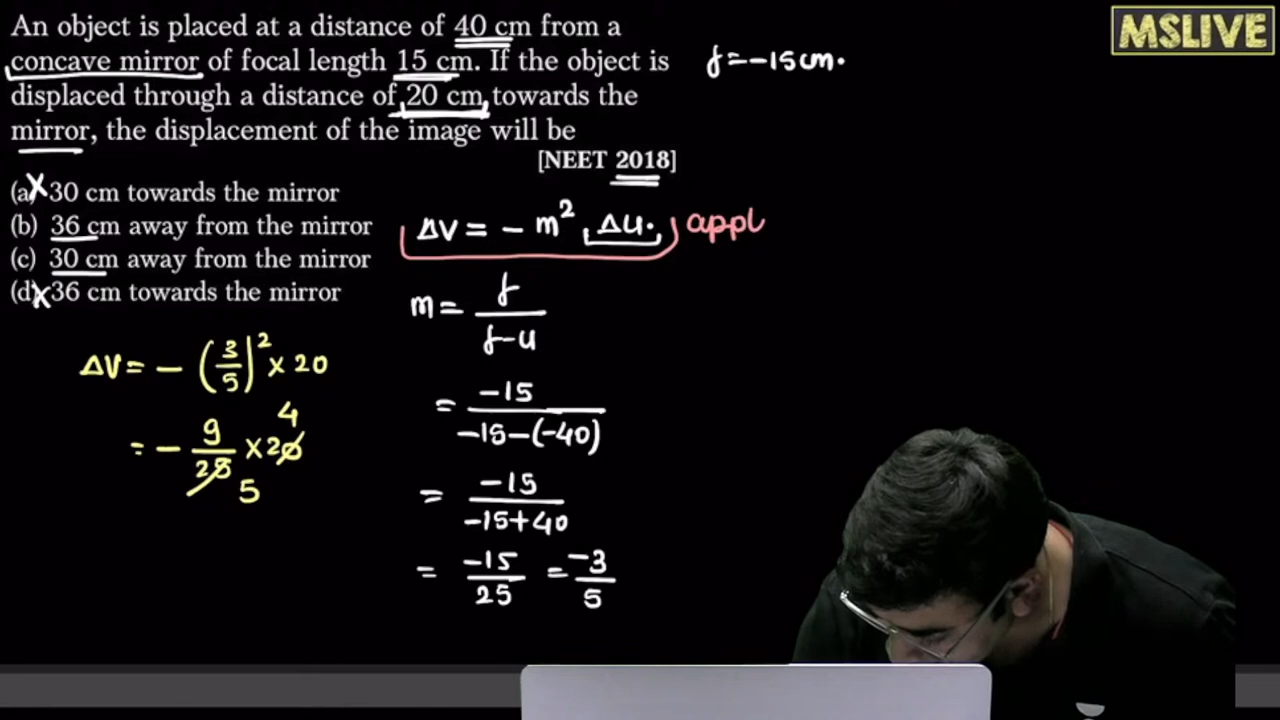 An object is placed at a distance of 40 cm from a
concave mirror of focal length 15 cm. If the object is
displaced through a distance of 20 cm towards the
mirror, the displacement of the image will be
[NEET 2018]
(a) 30 cm towards the mirror
(b) 36 cm away from the mirror
(c) 30 cm away from the mirror
(d) 36 cm towards the mirror
MSLIVE
f = -15 cm.
ΔV = - m² ΔU. appl
m = f / f-u
= -15 / -15-(-40)
= -15 / -15+40
= -15 / 25 = -3 / 5
ΔV = - (3/5)² × 20
= - 9/25 × 20
4
5